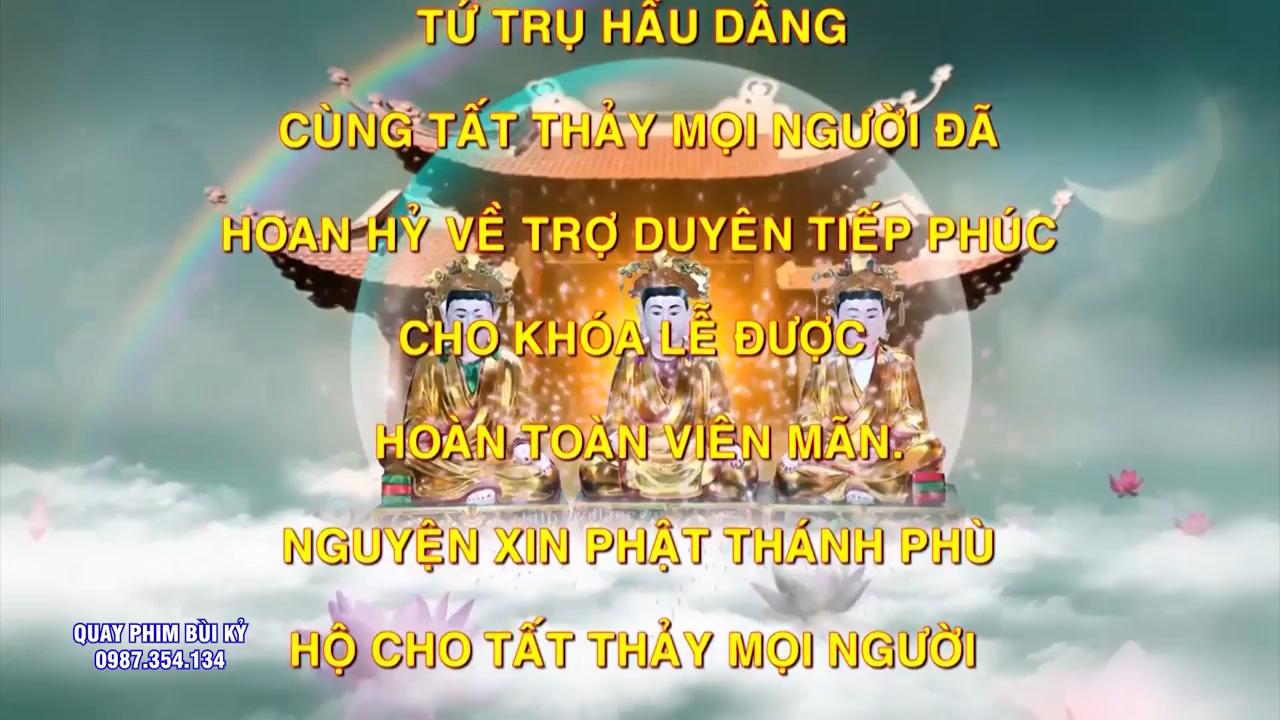 TỨ TRỤ HẦU DÂNG
CÙNG TẤT THẢY MỌI NGƯỜI ĐÃ
HOAN HỶ VỀ TRỢ DUYÊN TIẾP PHÚC
CHO KHÓA LỄ ĐƯỢC
HOÀN TOÀN VIÊN MÃN.
NGUYỆN XIN PHẬT THÁNH PHÙ
HỘ CHO TẤT THẢY MỌI NGƯỜI
QUAY PHIM BÙI KỶ
0987.354.134